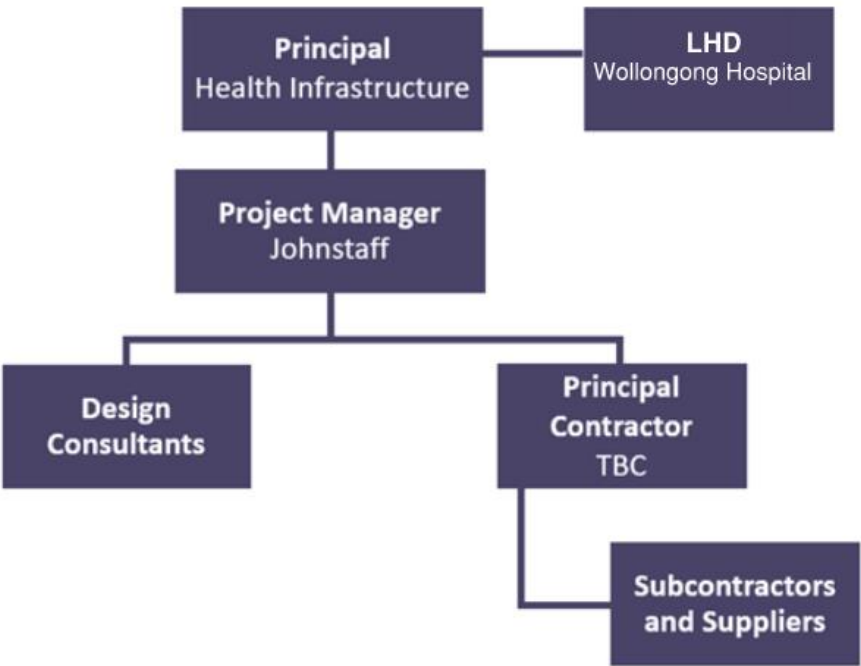 Principal
Health Infrastructure
LHD
Wollongong Hospital
Project Manager
Johnstaff
Design
Consultants
Principal
Contractor
TBC
Subcontractors
and Suppliers